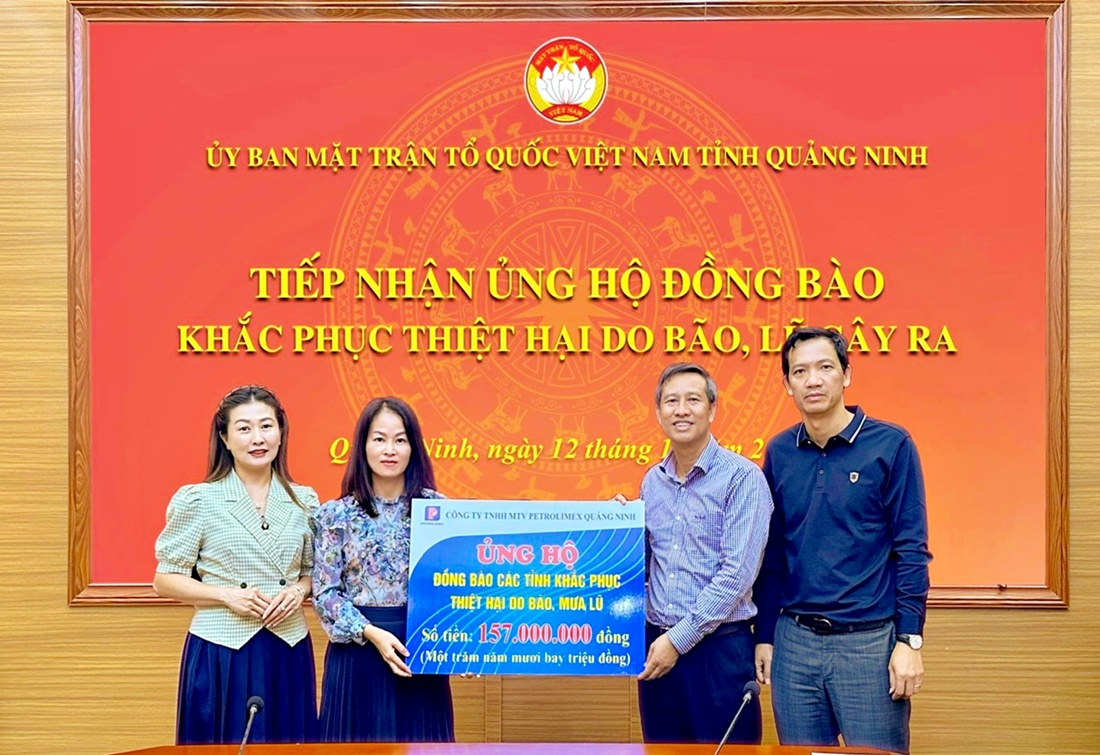 MẶT TRẬN TỔ QUỐC
VIỆT NAM
ỦY BAN MẶT TRẬN TỔ QUỐC VIỆT NAM TỈNH QUẢNG NINH
TIẾP NHẬN ỦNG HỘ ĐỒNG BÀO
KHẮC PHỤC THIỆT HẠI DO BÃO, LŨ GÂY RA
Ninh, ngày 12 tháng
CÔNG TY TNHH MTV PETROLIMEX QUẢNG NINH
ỦNG HỘ
ĐỒNG BÀO CÁC TỈNH KHẮC PHỤC
THIỆT HẠI DO BÃO, MƯA LŨ
Số tiền: 157.000.000 đồng
(Một trăm năm mươi bay triệu đồng)